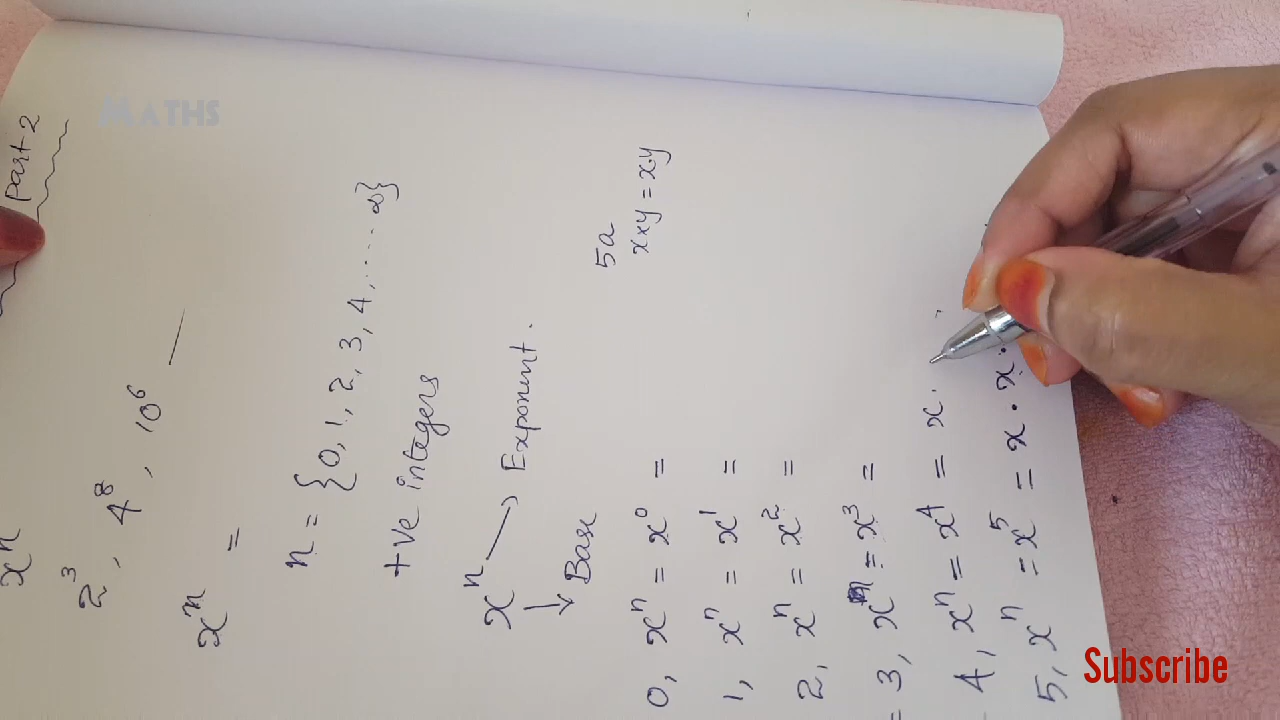 MATHS
part 2
xⁿ
2³, 4⁸, 10⁶ —
xⁿ =
n = {0, 1, 2, 3, 4, ..... ∞}
+ve integers
xⁿ → Exponent.
↓ Base
5a
x×y = x·y
0, xⁿ = x⁰ =
1, xⁿ = x¹ =
2, xⁿ = x² =
= 3, xⁿ = x³ =
4, xⁿ = x⁴ = x·
5, xⁿ = x⁵ = x · x ·
Subscribe